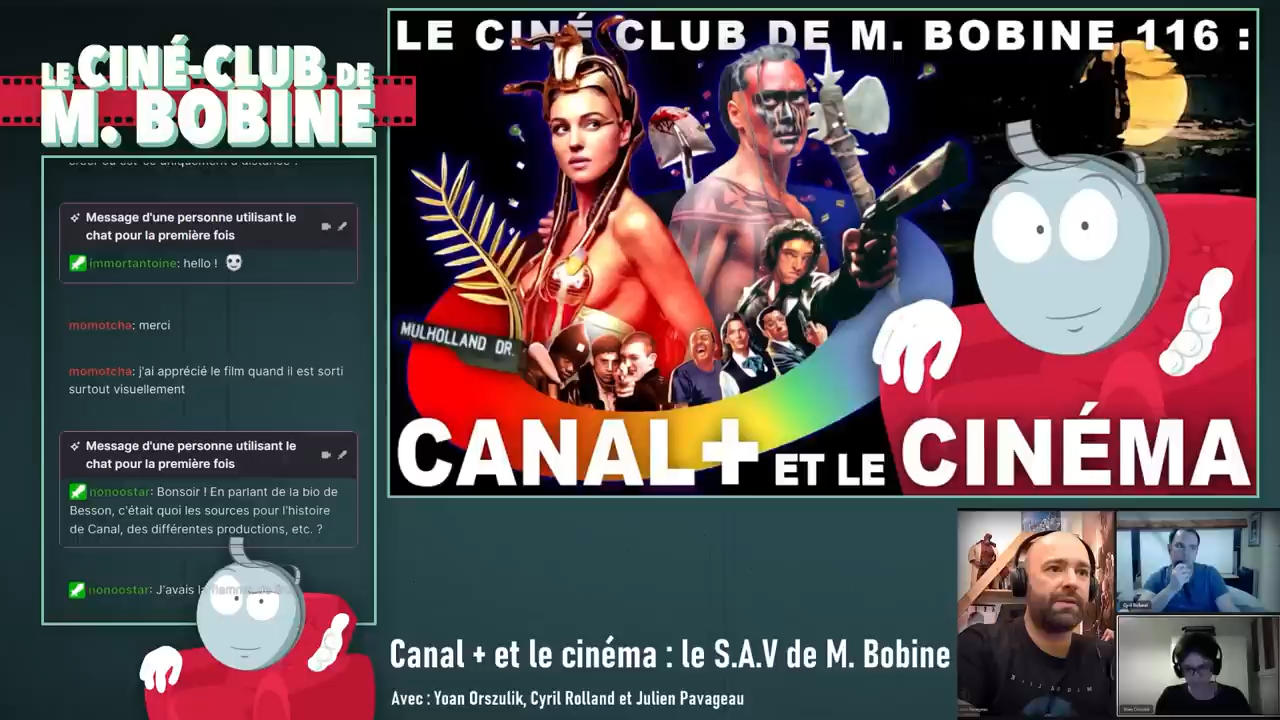 LE CINÉ-CLUB DE
M. BOBINE
Message d'une personne utilisant le
chat pour la première fois
immortantoine: hello !
momotcha: merci
momotcha: j'ai apprécié le film quand il est sorti
surtout visuellement
Message d'une personne utilisant le
chat pour la première fois
nonoostar: Bonsoir ! En parlant de la bio de
Besson, c'était quoi les sources pour l'histoire
de Canal, des différentes productions, etc. ?
nonoostar: J'avais
LE CINÉ CLUB DE M. BOBINE 116 :
MULHOLLAND DR.
CANAL+ ET LE CINÉMA
Cyril Rolland
Canal + et le cinéma : le S.A.V de M. Bobine
Avec : Yoan Orszulik, Cyril Rolland et Julien Pavageau